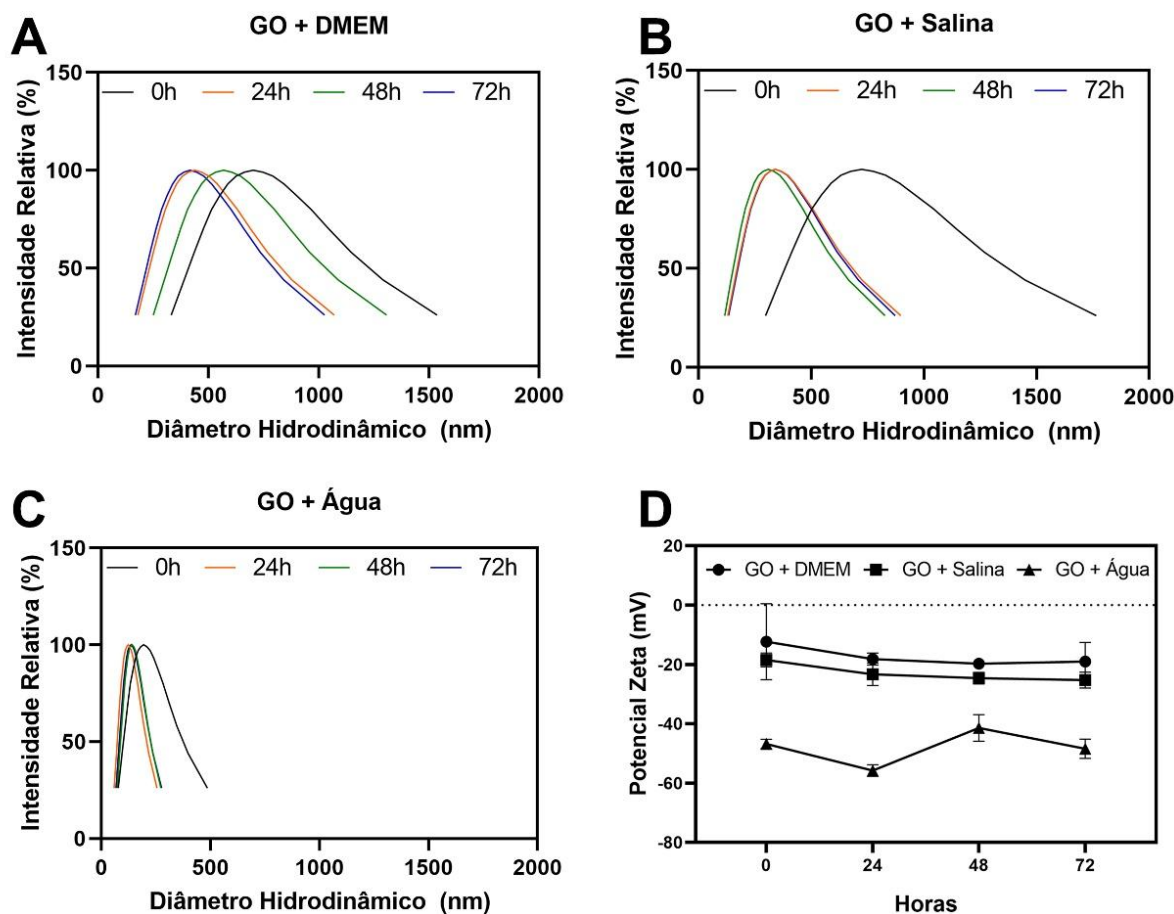 A
GO + DMEM
150
0h 24h 48h 72h
100
50
0
Intensidade Relativa (%)
0 500 1000 1500 2000
Diâmetro Hidrodinâmico (nm)
B
GO + Salina
150
0h 24h 48h 72h
100
50
0
Intensidade Relativa (%)
0 500 1000 1500 2000
Diâmetro Hidrodinâmico (nm)
C
GO + Água
150
0h 24h 48h 72h
100
50
0
Intensidade Relativa (%)
0 500 1000 1500 2000
Diâmetro Hidrodinâmico (nm)
D
20
GO + DMEM GO + Salina GO + Água
0
-20
-40
-60
-80
Potencial Zeta (mV)
0 24 48 72
Horas